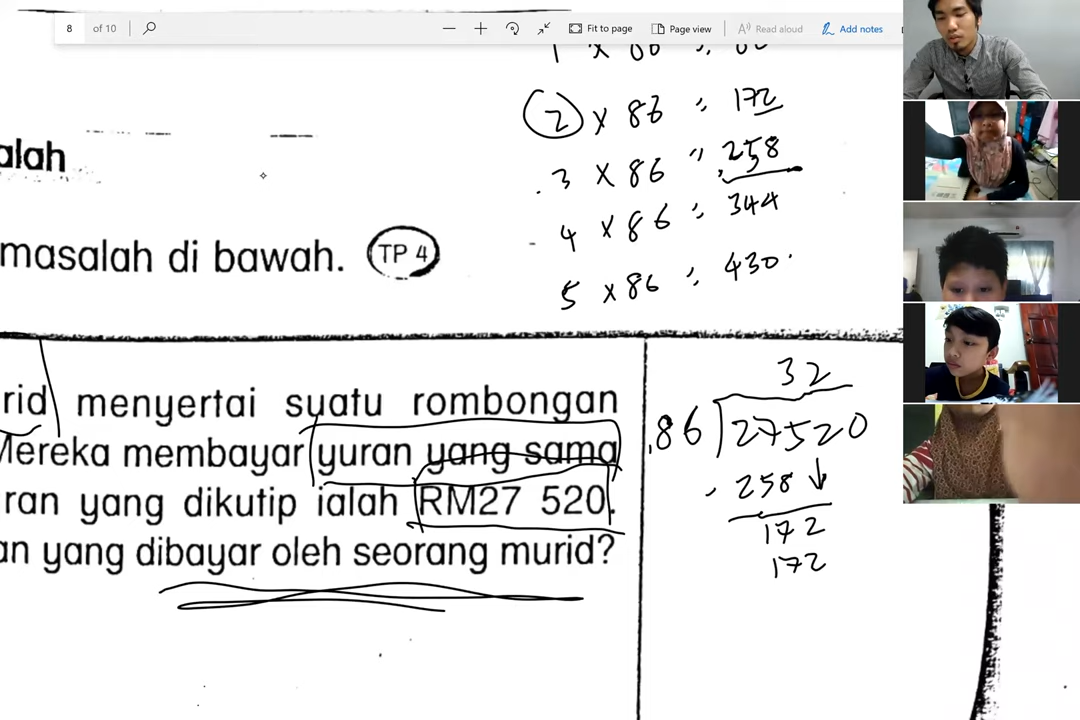 8 of 10 Fit to page Page view Read aloud Add notes
2 x 86 = 172
3 x 86 = 258
4 x 86 = 344
5 x 86 = 430
alah
masalah di bawah. TP 4
rid menyertai suatu rombongan
Mereka membayar yuran yang sama
ran yang dikutip ialah RM27 520.
an yang dibayar oleh seorang murid?
32
86 27520
- 258
172
172